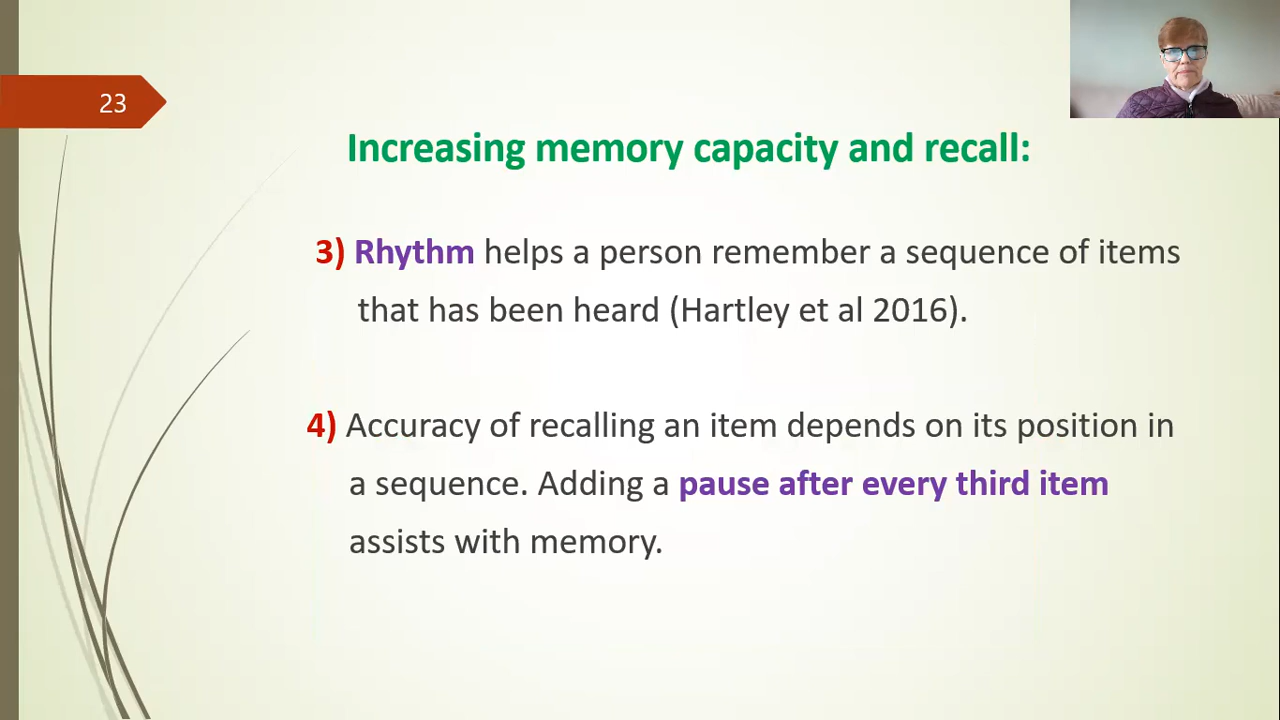 23
Increasing memory capacity and recall:
3) Rhythm helps a person remember a sequence of items
that has been heard (Hartley et al 2016).
4) Accuracy of recalling an item depends on its position in
a sequence. Adding a pause after every third item
assists with memory.